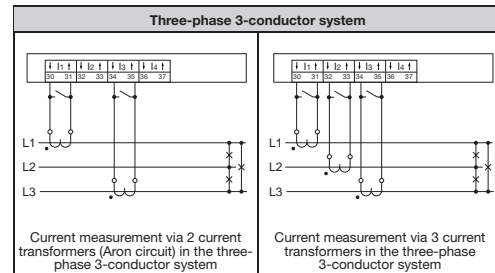 Three-phase 3-conductor system
I1 I2 I3 I4
30 31 32 33 34 35 36 37
L1
L2
L3
Current measurement via 2 current
transformers (Aron circuit) in the three-
phase 3-conductor system
I1 I2 I3 I4
30 31 32 33 34 35 36 37
L1
L2
L3
Current measurement via 3 current
transformers in the three-phase
3-conductor system